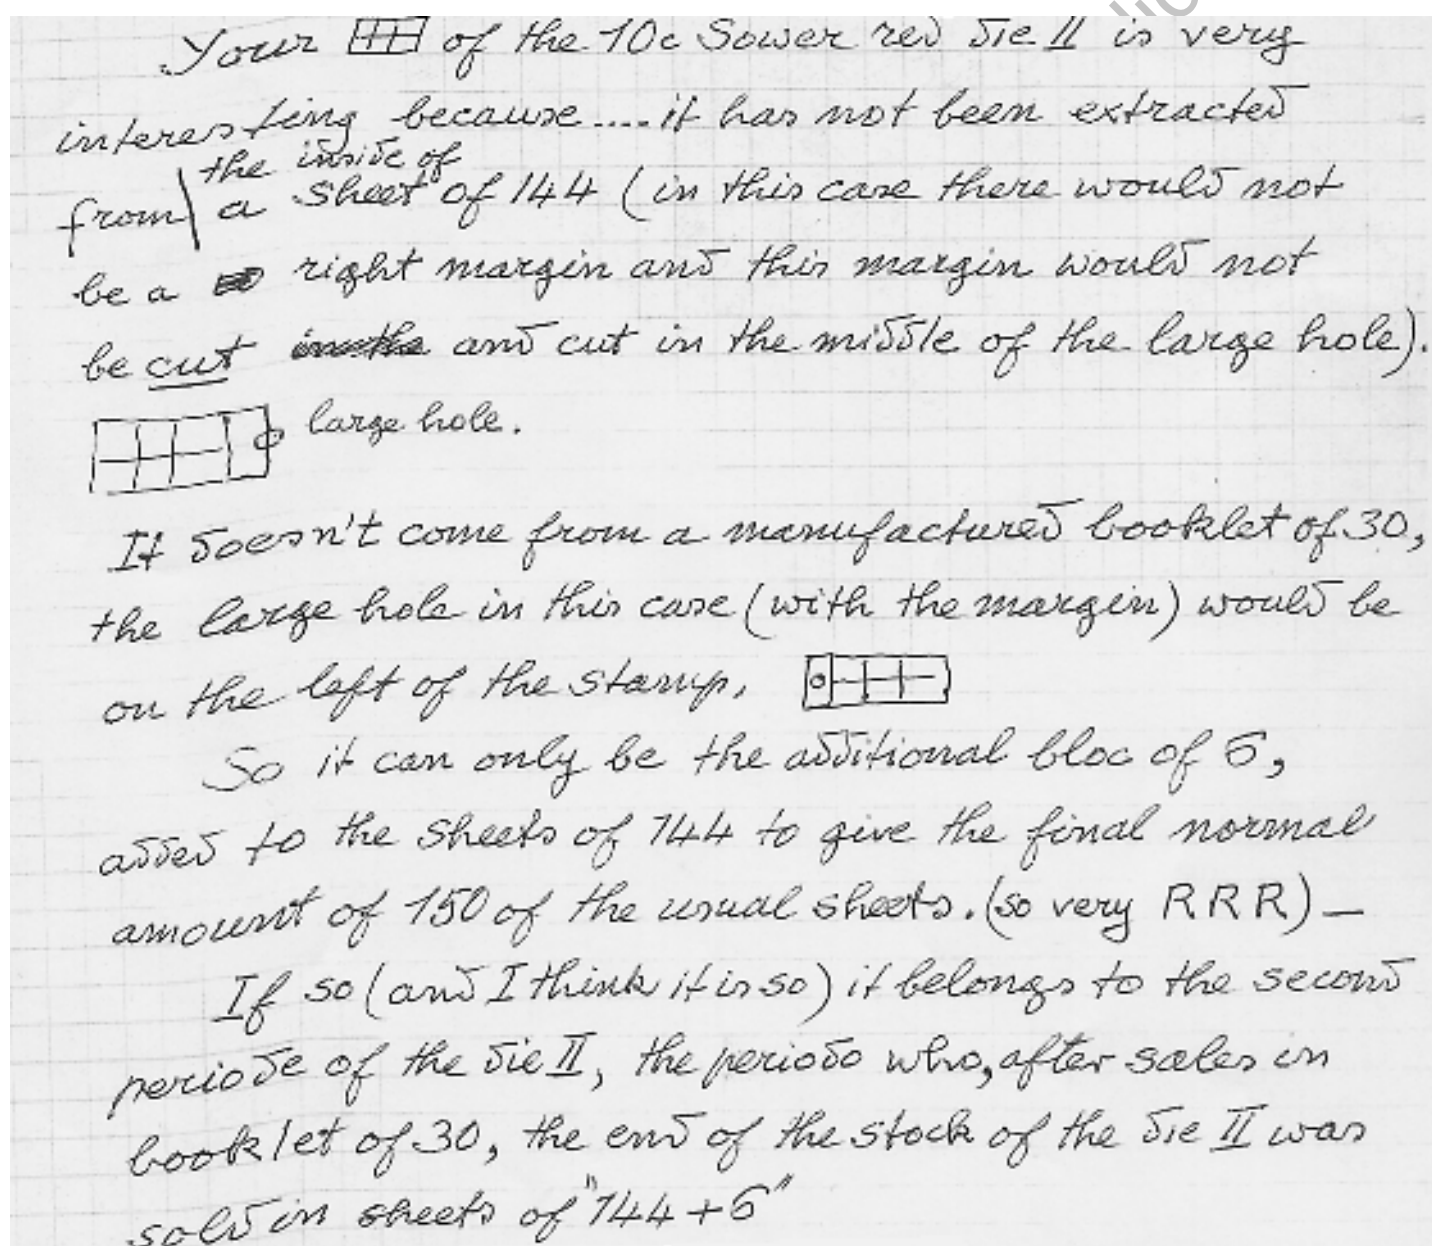 Your of the 10c Sower red die II is very
interesting because.... it has not been extracted
the inside of
from a sheet of 144 (in this case there would not
be a right margin and this margin would not
be cut in the and cut in the middle of the large hole).
large hole.
It doesn't come from a manufactured booklet of 30,
the large hole in this case (with the margin) would be
on the left of the stamp.
So it can only be the additional bloc of 6,
added to the sheets of 144 to give the final normal
amount of 150 of the usual sheets. (so very RRR) —
If so (and I think it is so) it belongs to the second
periode of the die II, the periode who, after sales in
booklet of 30, the end of the stock of the die II was
sold in sheets of "144 + 6"